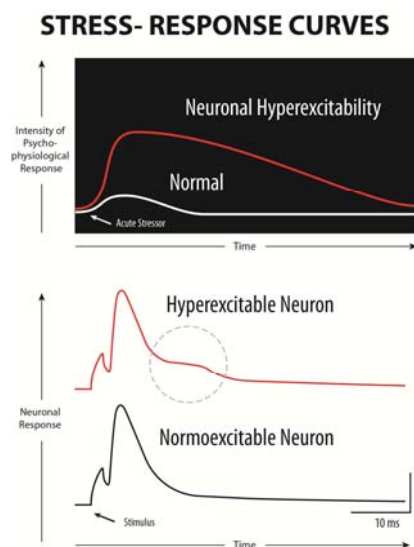 STRESS- RESPONSE CURVES
Intensity of
Psycho-
physiological
Response
Neuronal Hyperexcitability
Normal
Acute Stressor
Time
Neuronal
Response
Hyperexcitable Neuron
Normoexcitable Neuron
Stimulus
10 ms
Time